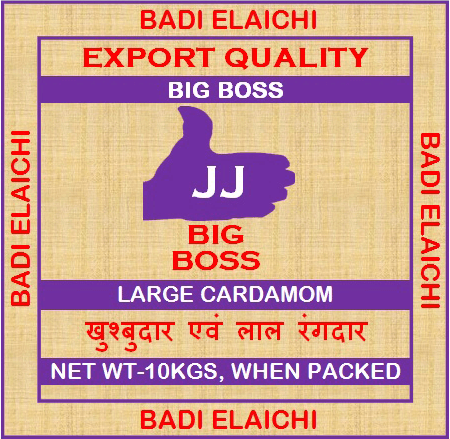 BADI ELAICHI
EXPORT QUALITY
BIG BOSS
JJ
BIG
BOSS
LARGE CARDAMOM
खुश्बुदार एवं लाल रंगदार
NET WT-10KGS, WHEN PACKED
BADI ELAICHI
BADI ELAICHI
BADI ELAICHI